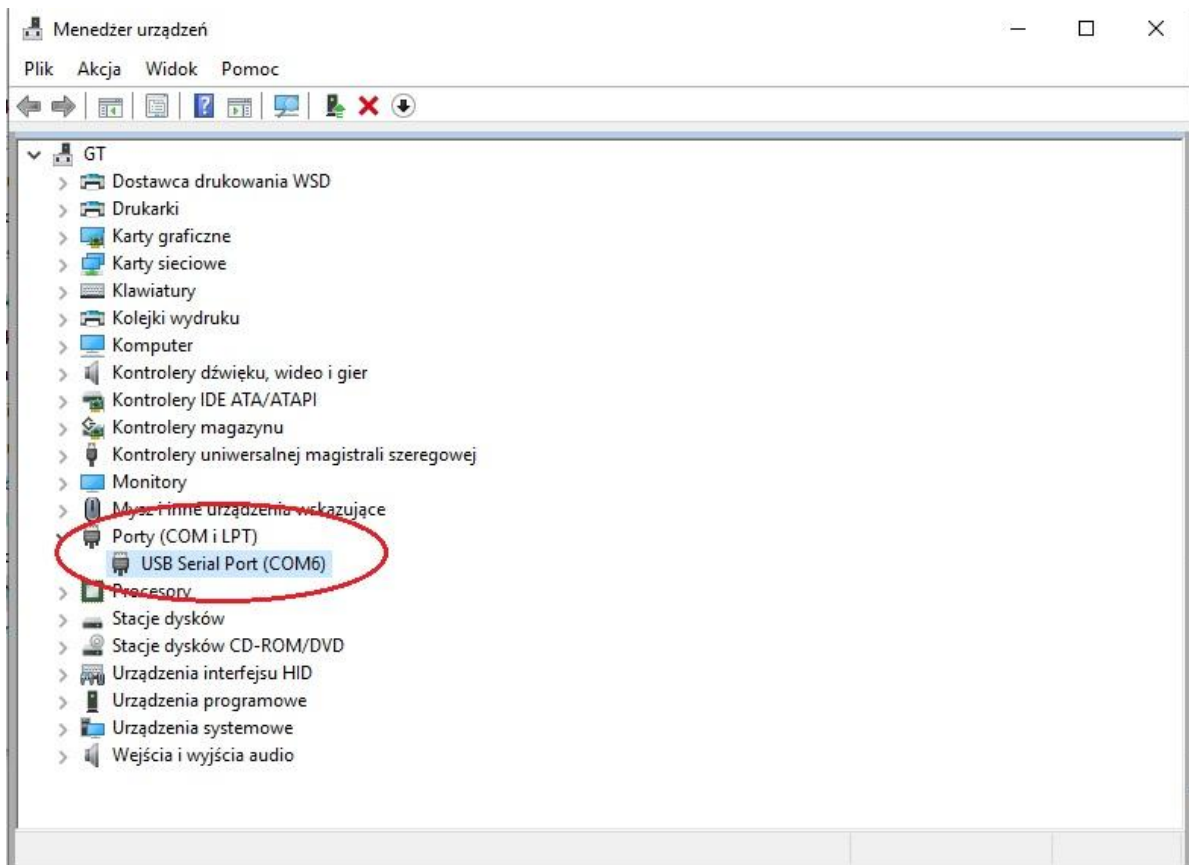 Menedżer urządzeń
Plik Akcja Widok Pomoc
GT
Dostawca drukowania WSD
Drukarki
Karty graficzne
Karty sieciowe
Klawiatury
Kolejki wydruku
Komputer
Kontrolery dźwięku, wideo i gier
Kontrolery IDE ATA/ATAPI
Kontrolery magazynu
Kontrolery uniwersalnej magistrali szeregowej
Monitory
Mysz i inne urządzenia wskazujące
Porty (COM i LPT)
USB Serial Port (COM6)
Procesory
Stacje dysków
Stacje dysków CD-ROM/DVD
Urządzenia interfejsu HID
Urządzenia programowe
Urządzenia systemowe
Wejścia i wyjścia audio